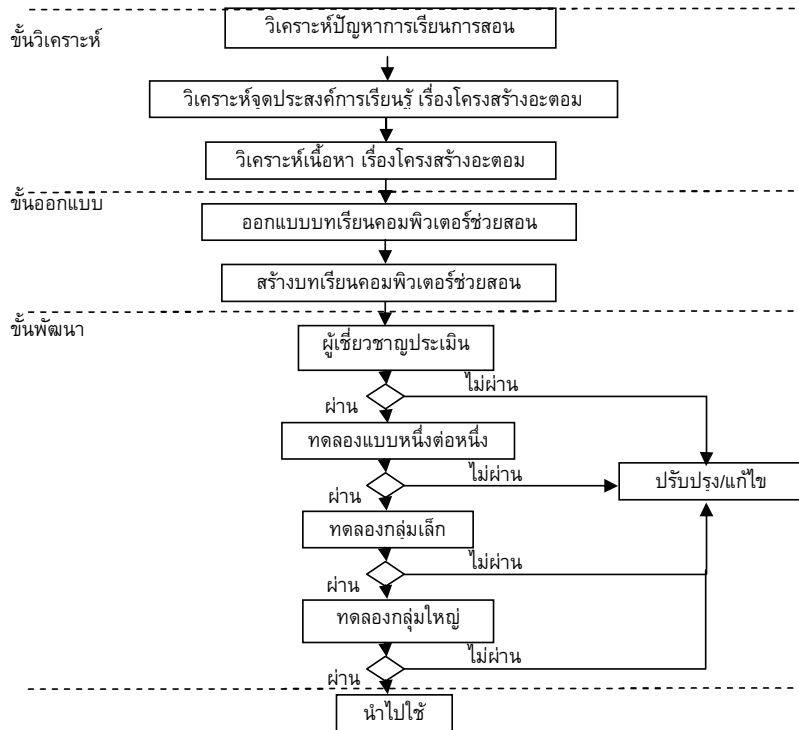 ขั้นวิเคราะห์
วิเคราะห์ปัญหาการเรียนการสอน
วิเคราะห์จุดประสงค์การเรียนรู้ เรื่องโครงสร้างอะตอม
วิเคราะห์เนื้อหา เรื่องโครงสร้างอะตอม
ขั้นออกแบบ
ออกแบบบทเรียนคอมพิวเตอร์ช่วยสอน
สร้างบทเรียนคอมพิวเตอร์ช่วยสอน
ขั้นพัฒนา
ผู้เชี่ยวชาญประเมิน
ไม่ผ่าน
ผ่าน
ทดลองแบบหนึ่งต่อหนึ่ง
ไม่ผ่าน
ปรับปรุง/แก้ไข
ผ่าน
ทดลองกลุ่มเล็ก
ไม่ผ่าน
ผ่าน
ทดลองกลุ่มใหญ่
ไม่ผ่าน
ผ่าน
นำไปใช้